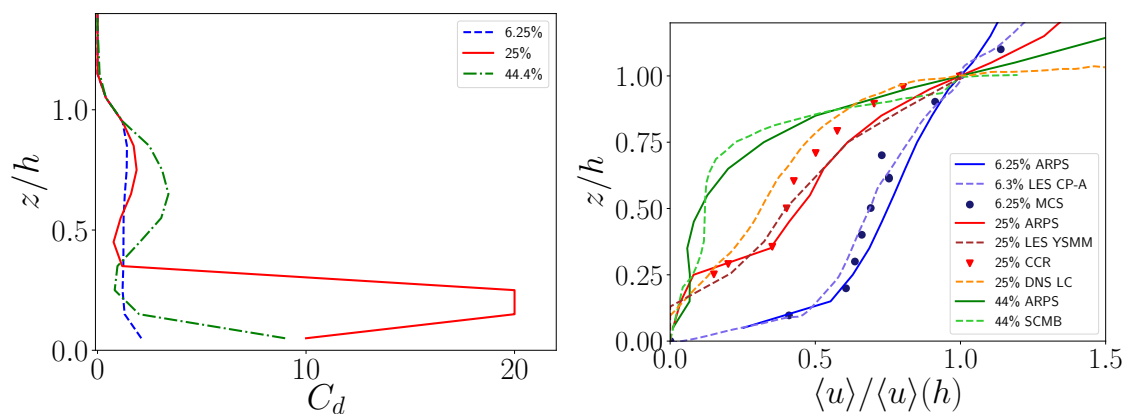 6.25%
25%
44.4%
z/h
1.0
0.5
0.0
0
10
20
C_d
1.00
0.75
0.50
0.25
0.00
z/h
6.25% ARPS
6.3% LES CP-A
6.25% MCS
25% ARPS
25% LES YSMM
25% CCR
25% DNS LC
44% ARPS
44% SCMB
0.0
0.5
1.0
1.5
⟨u⟩/⟨u⟩(h)